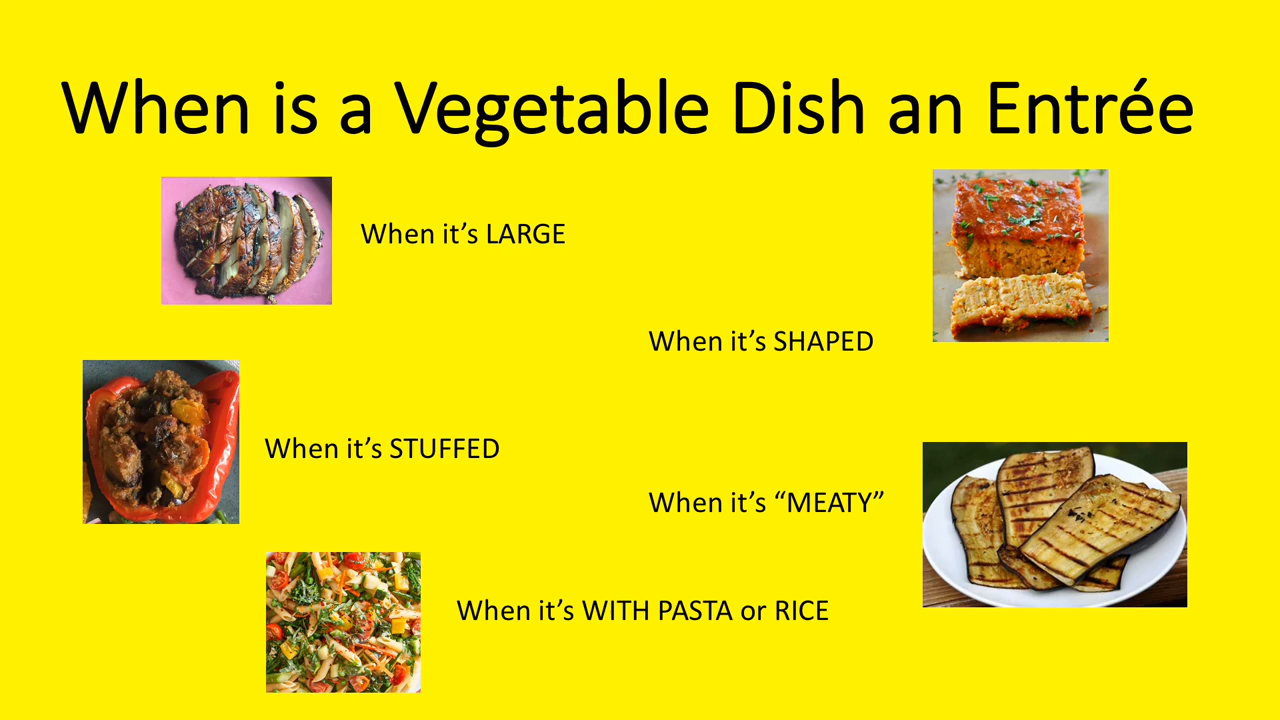 When is a Vegetable Dish an Entrée
When it’s LARGE
When it’s SHAPED
When it’s STUFFED
When it’s “MEATY”
When it’s WITH PASTA or RICE